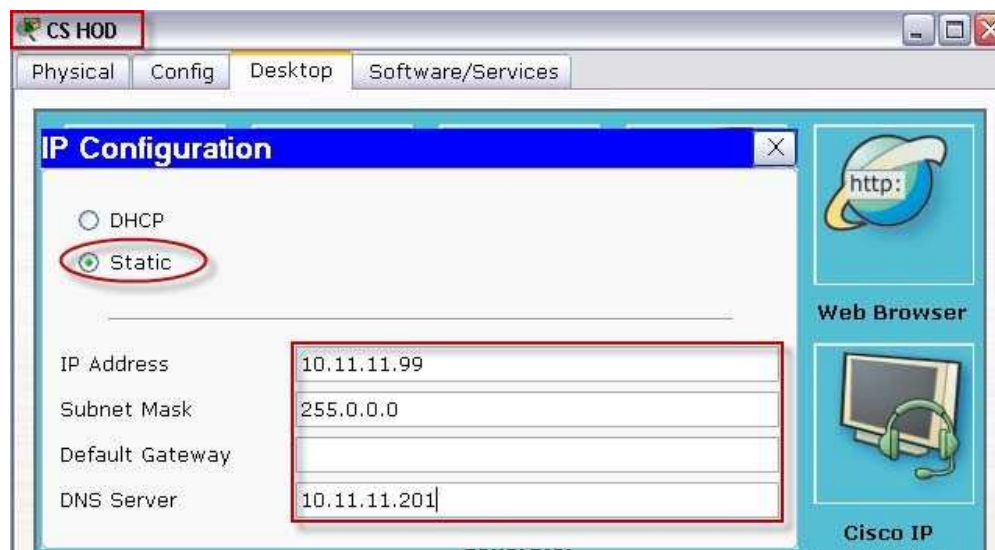 CS HOD
Physical Config Desktop Software/Services
IP Configuration
X
http:
DHCP
Static
Web Browser
IP Address 10.11.11.99
Subnet Mask 255.0.0.0
Default Gateway
DNS Server 10.11.11.201
Cisco IP